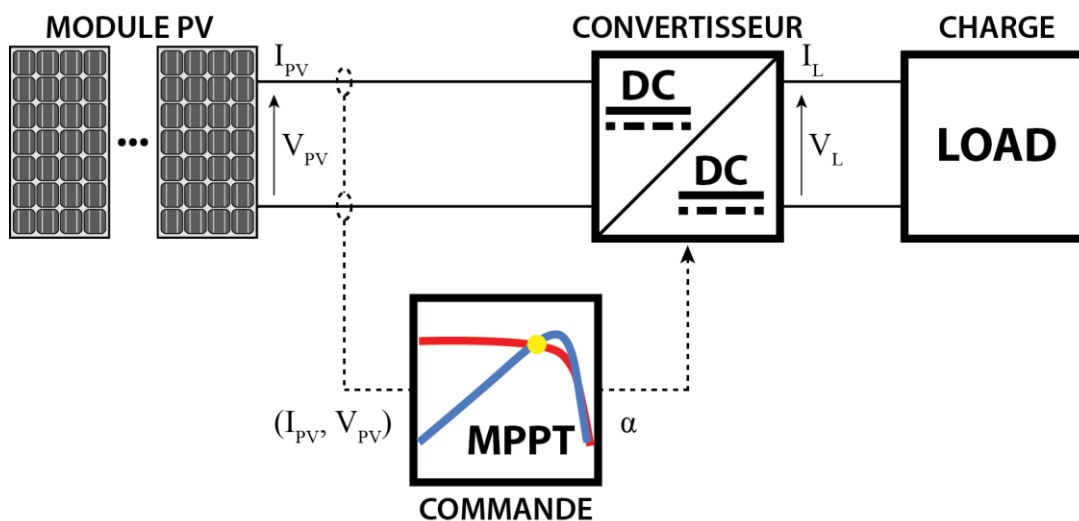 MODULE PV
CONVERTISSEUR
CHARGE
I_PV
I_L
DC
LOAD
V_PV
V_L
DC
(I_PV, V_PV)
MPPT
α
COMMANDE